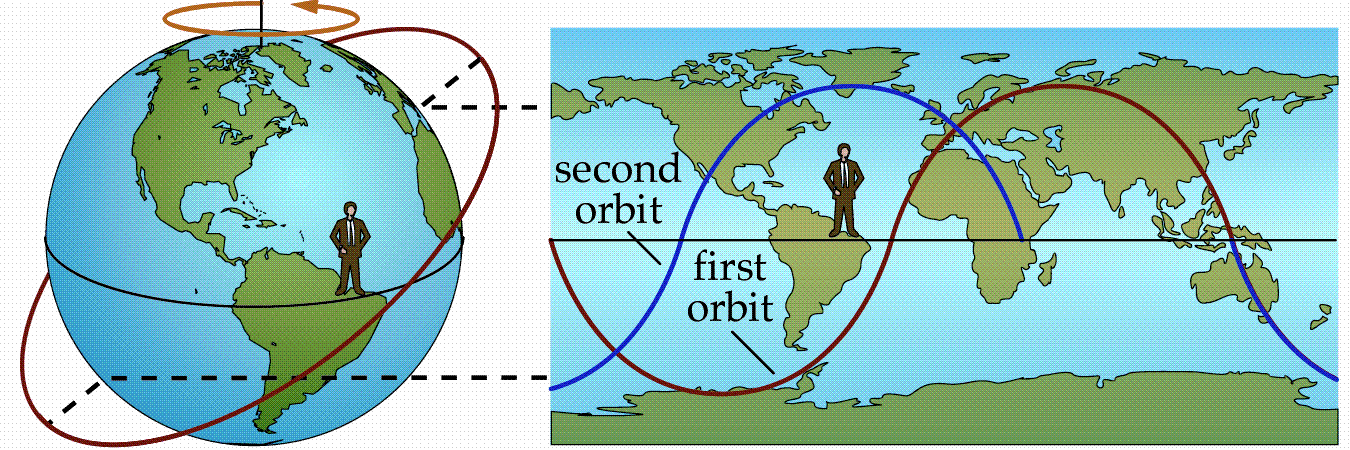 second
orbit
first
orbit